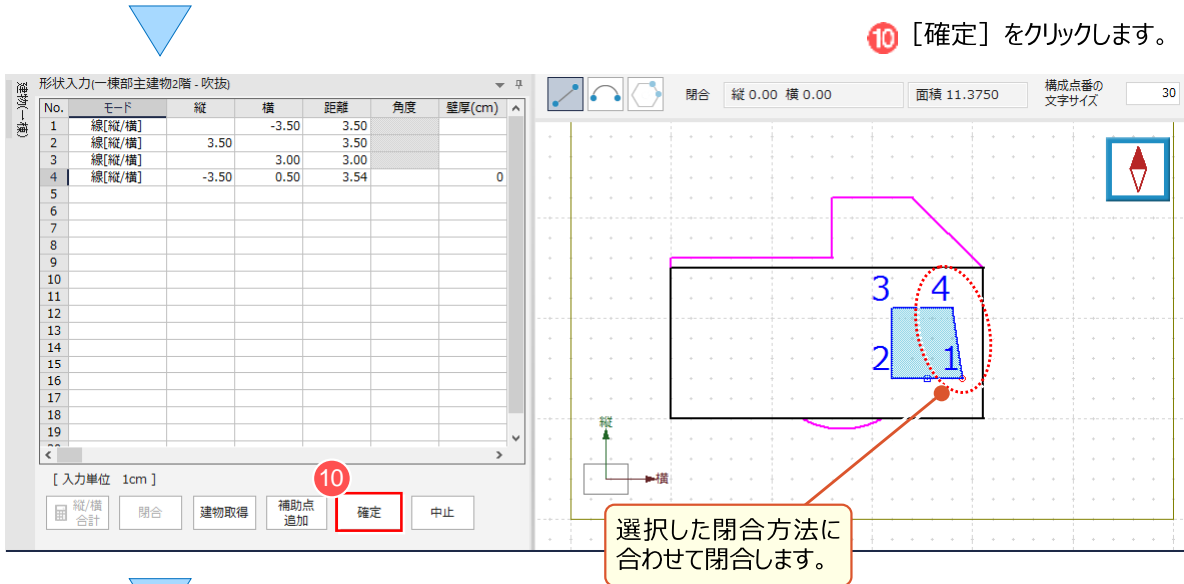 10 [確定] をクリックします。
建物(一棟)
形状入力(一棟部主建物2階 - 吹抜)
No. モード 縦 横 距離 角度 壁厚(cm)
1 線[縦/横] -3.50 3.50
2 線[縦/横] 3.50 3.50
3 線[縦/横] 3.00 3.00
4 線[縦/横] -3.50 0.50 3.54 0
5
6
7
8
9
10
11
12
13
14
15
16
17
18
19
[ 入力単位 1cm ]
10
縦/横
合計
閉合
建物取得
補助点
追加
確定
中止
閉合 縦 0.00 横 0.00
面積 11.3750
構成点番の
文字サイズ
30
3 4
2 1
縦
横
選択した閉合方法に
合わせて閉合します。